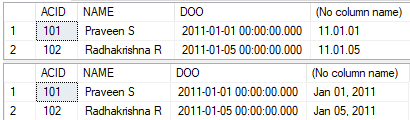 ACID NAME DOO (No column name)
1 101 Praveen S 2011-01-01 00:00:00.000 11.01.01
2 102 Radhakrishna R 2011-01-05 00:00:00.000 11.01.05
ACID NAME DOO (No column name)
1 101 Praveen S 2011-01-01 00:00:00.000 Jan 01, 2011
2 102 Radhakrishna R 2011-01-05 00:00:00.000 Jan 05, 2011